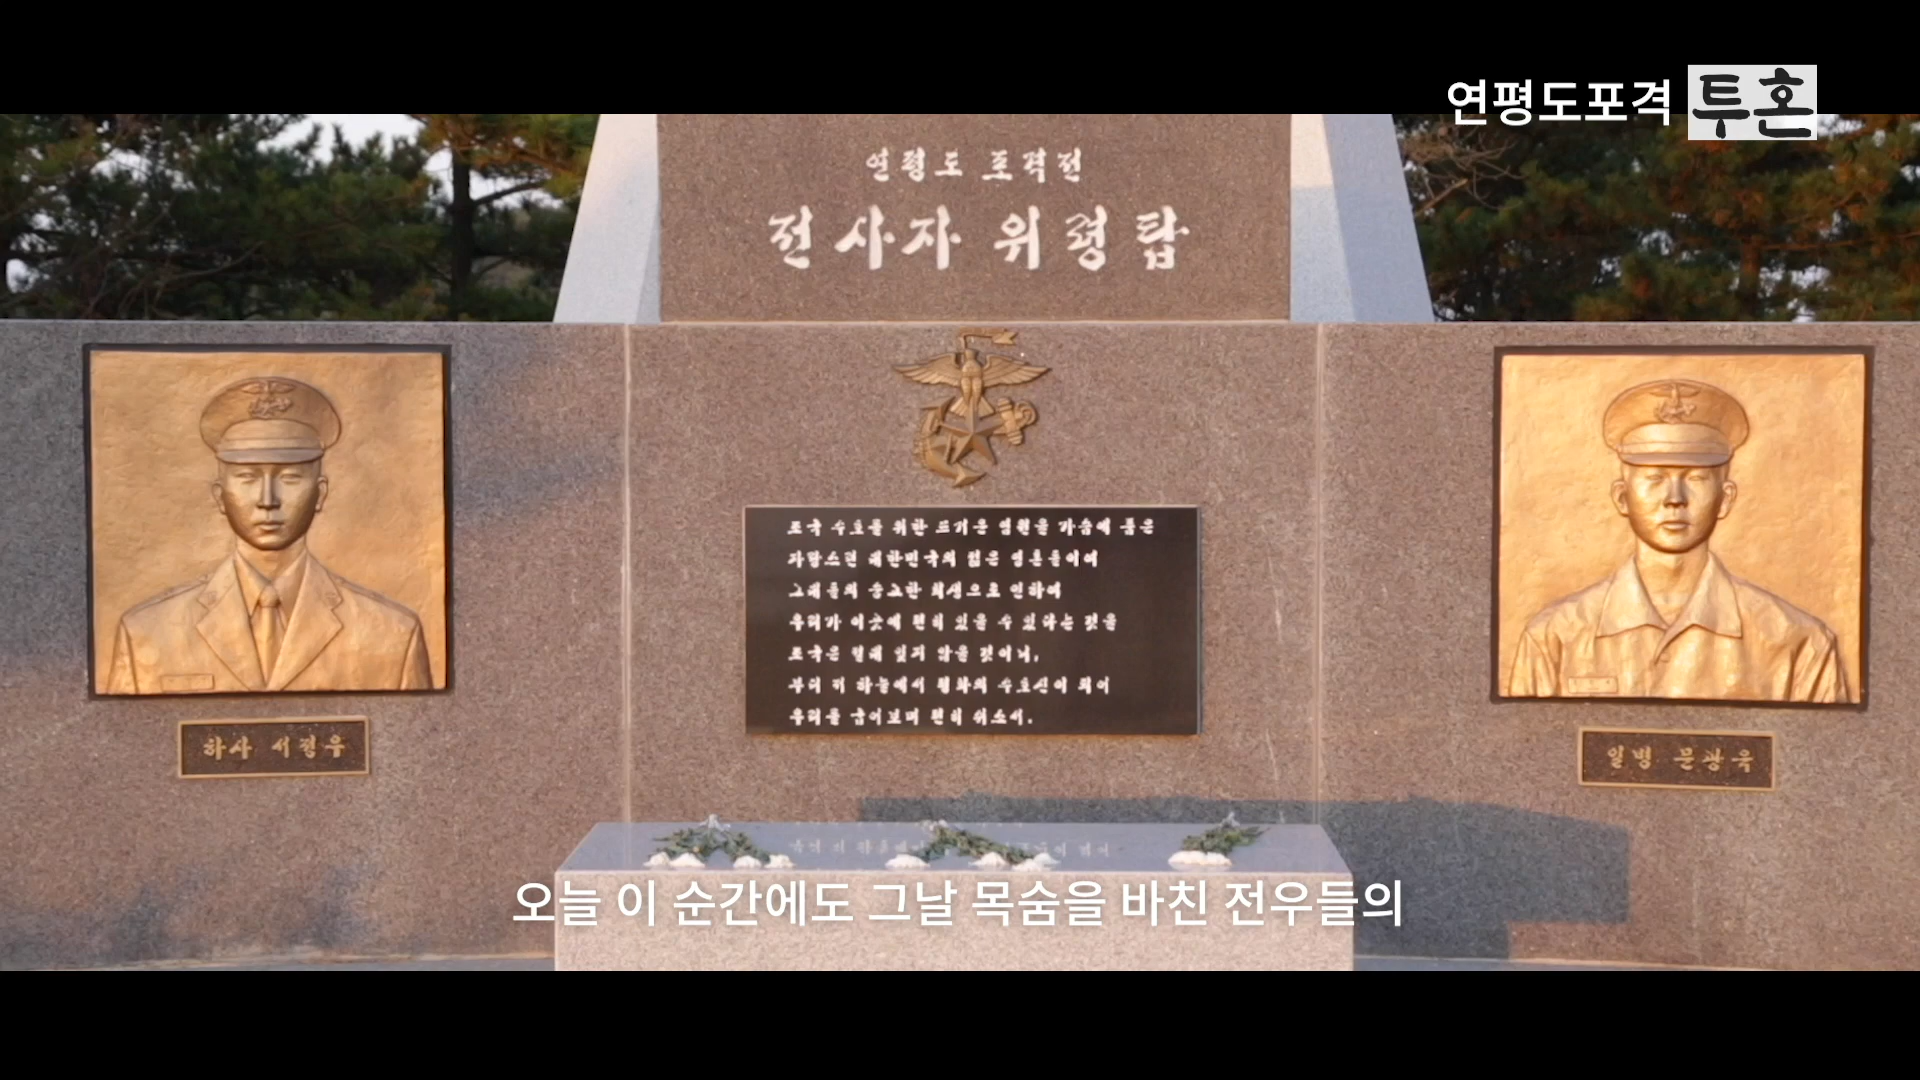 연평도포격 투혼
연평도 포격전
전사자 위령탑
조국 수호를 위한 뜨거운 염원을 가슴에 품은
자랑스런 대한민국의 젊은 영혼들이여
그대들의 숭고한 희생으로 인하여
우리가 이곳에 편히 있을 수 있다는 것을
조국은 절대 잊지 않을 것이니,
부디 저 하늘에서 평화의 수호신이 되어
우리를 굽어보며 편히 쉬소서.
하사 서정우
일병 문광욱
오늘 이 순간에도 그날 목숨을 바친 전우들의